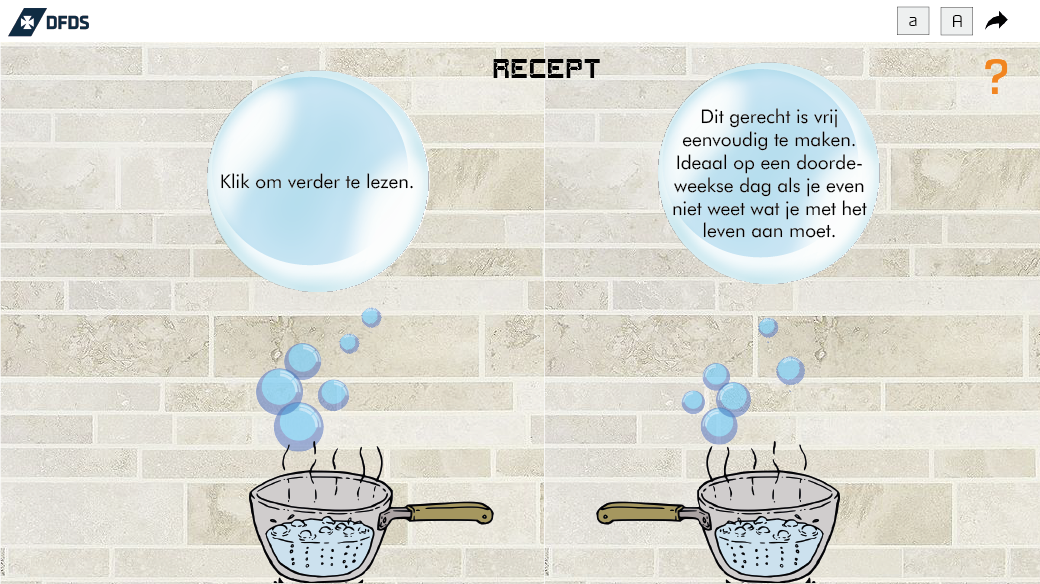 DFDS
a
A
RECEPT
?
Klik om verder te lezen.
Dit gerecht is vrij
eenvoudig te maken.
Ideaal op een doorde-
weekse dag als je even
niet weet wat je met het
leven aan moet.